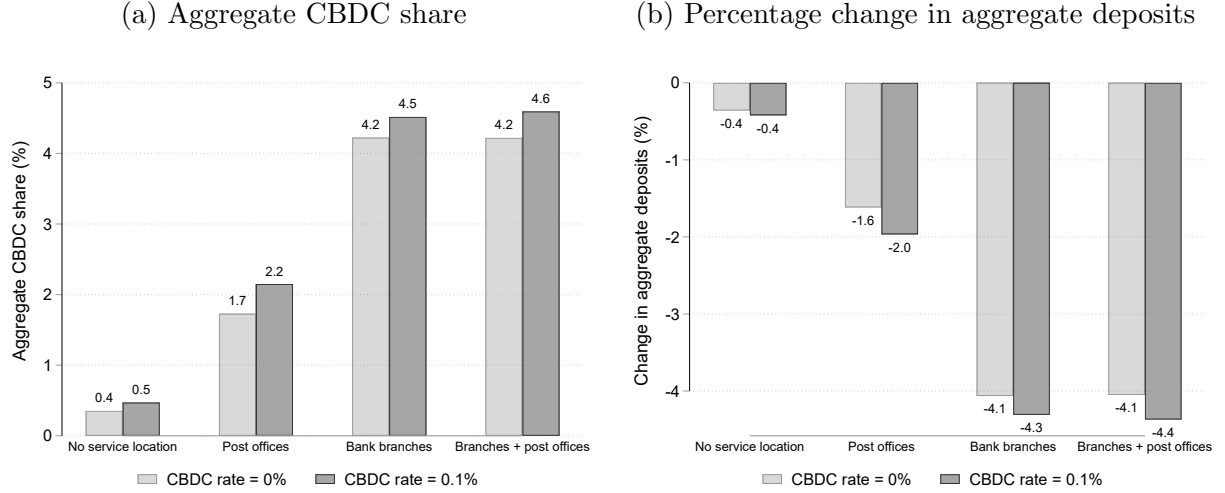 (a) Aggregate CBDC share
Aggregate CBDC share (%)
5
4
3
2
1
0
0.4
0.5
1.7
2.2
4.2
4.5
4.2
4.6
No service location
Post offices
Bank branches
Branches + post offices
CBDC rate = 0%
CBDC rate = 0.1%
(b) Percentage change in aggregate deposits
Change in aggregate deposits (%)
0
-1
-2
-3
-4
-0.4
-0.4
-1.6
-2.0
-4.1
-4.3
-4.1
-4.4
No service location
Post offices
Bank branches
Branches + post offices
CBDC rate = 0%
CBDC rate = 0.1%